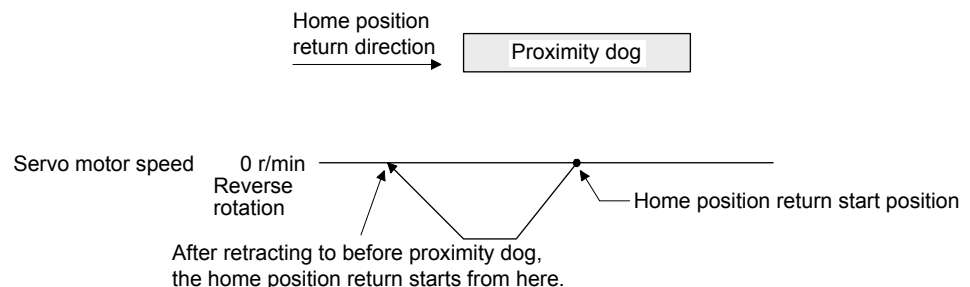 Home position
return direction
Proximity dog
Servo motor speed 0 r/min
Reverse
rotation
Home position return start position
After retracting to before proximity dog,
the home position return starts from here.